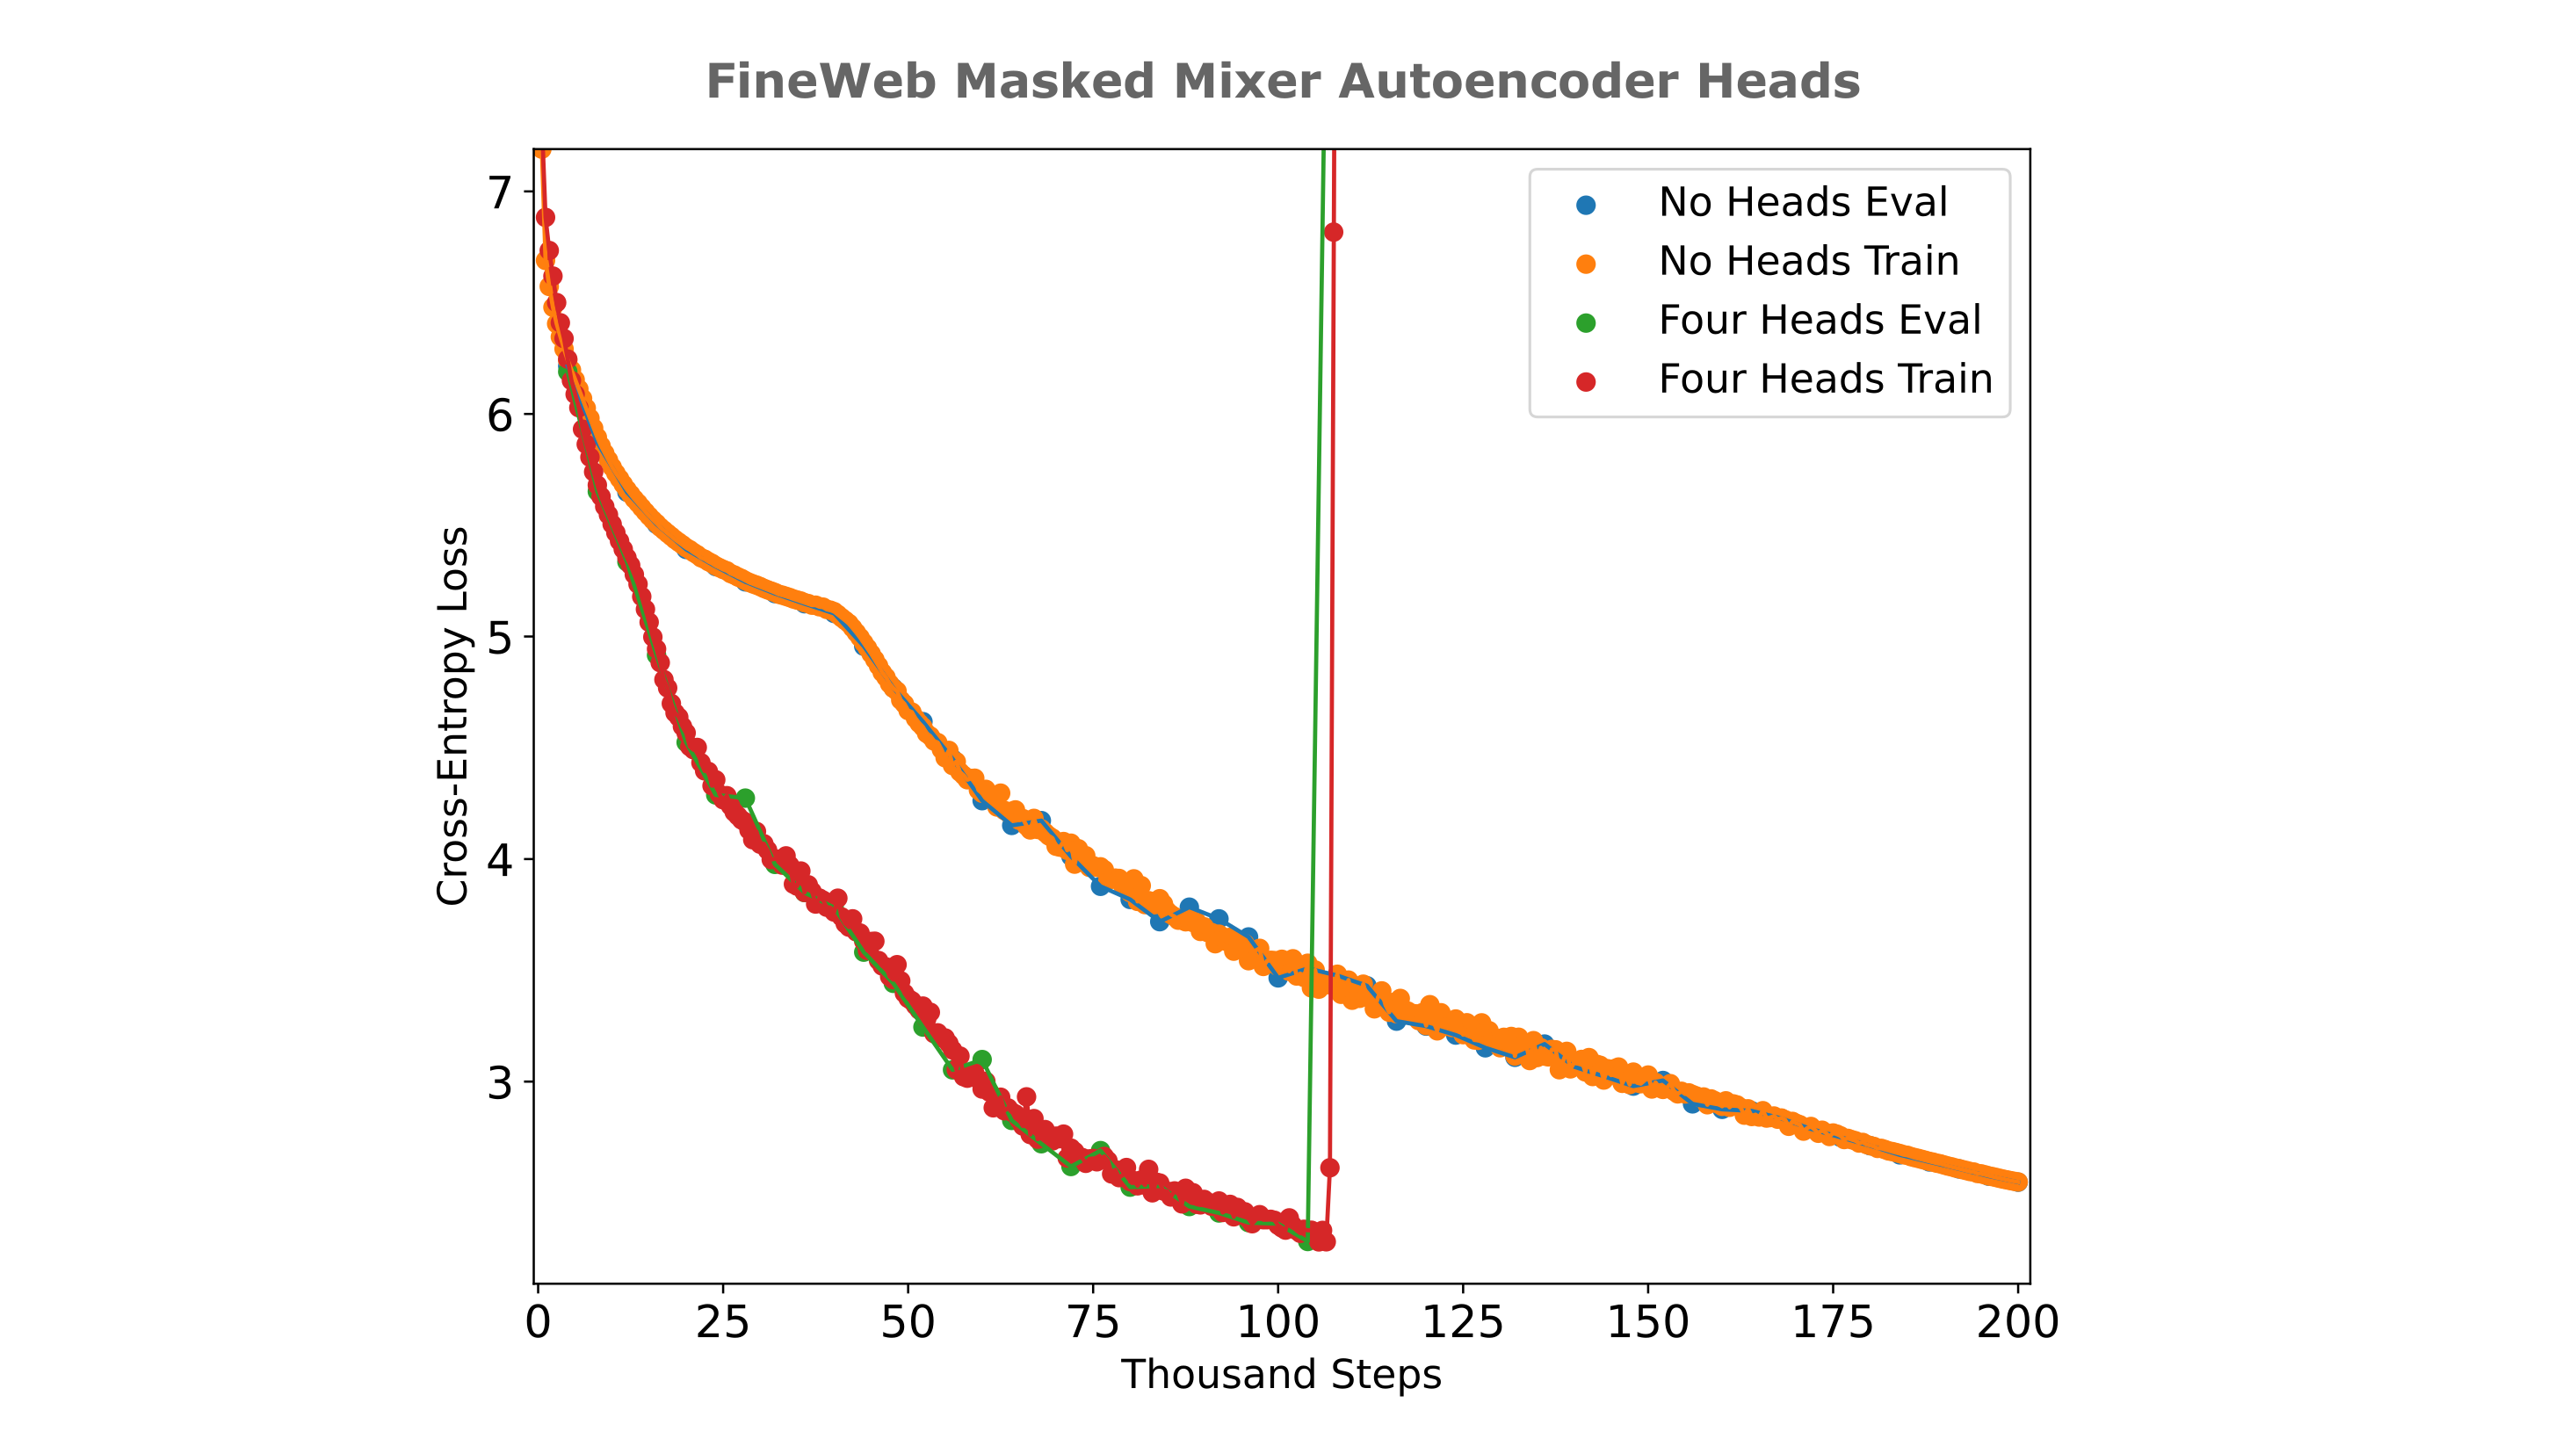 FineWeb Masked Mixer Autoencoder Heads
7
6
5
4
3
Cross-Entropy Loss
No Heads Eval
No Heads Train
Four Heads Eval
Four Heads Train
0 25 50 75 100 125 150 175 200
Thousand Steps